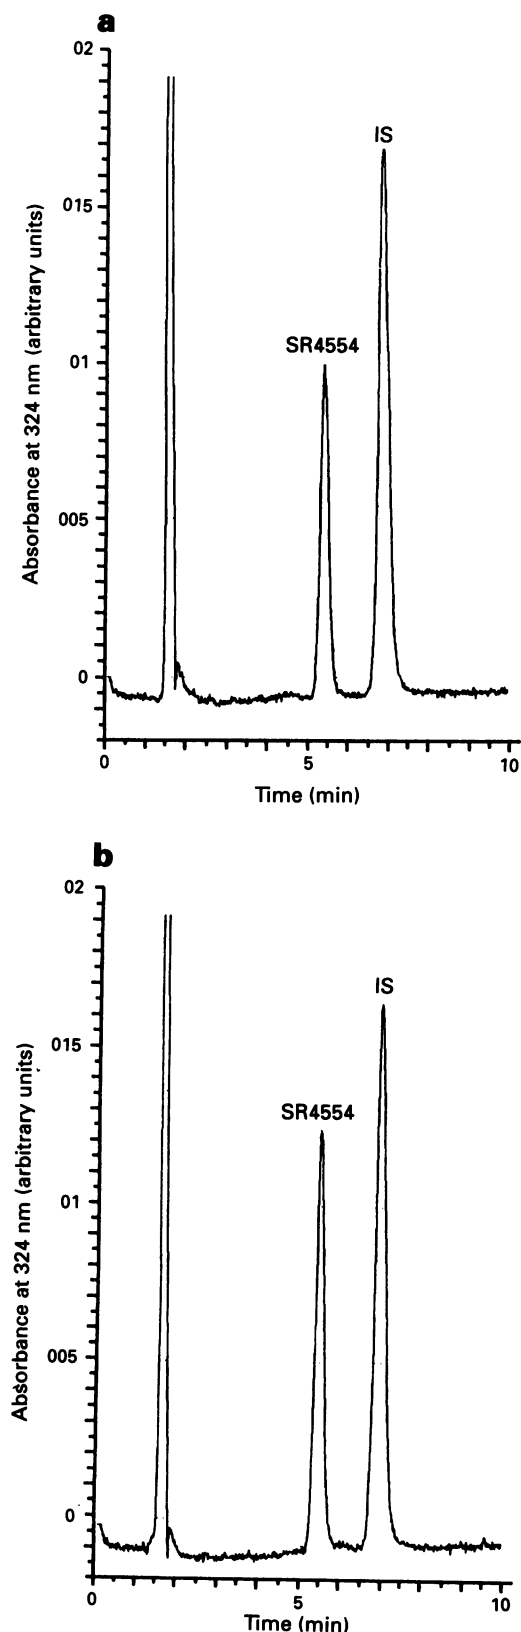 a
02
015
01
005
0
Absorbance at 324 nm (arbitrary units)
IS
SR4554
0 5 10
Time (min)
b
02
015
01
005
0
Absorbance at 324 nm (arbitrary units)
IS
SR4554
0 5 10
Time (min)